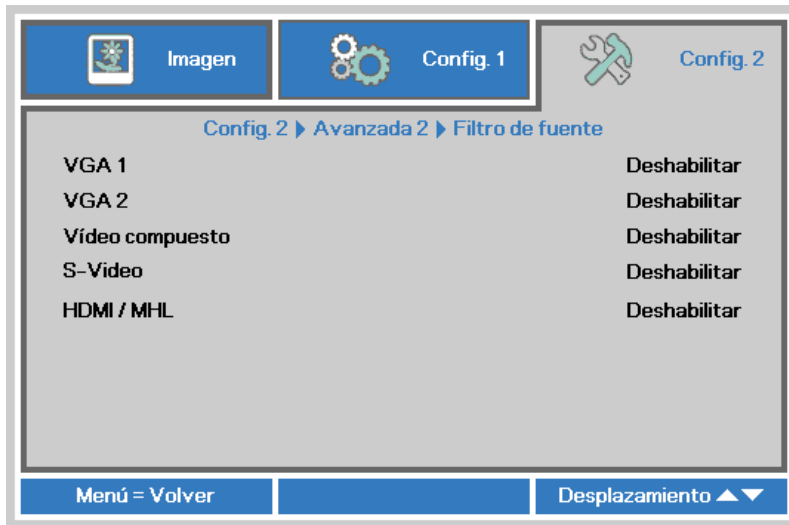 Imagen Config. 1 Config. 2
Config. 2 ▶ Avanzada 2 ▶ Filtro de fuente
VGA 1 Deshabilitar
VGA 2 Deshabilitar
Vídeo compuesto Deshabilitar
S-Video Deshabilitar
HDMI / MHL Deshabilitar
Menú = Volver Desplazamiento ▲▼